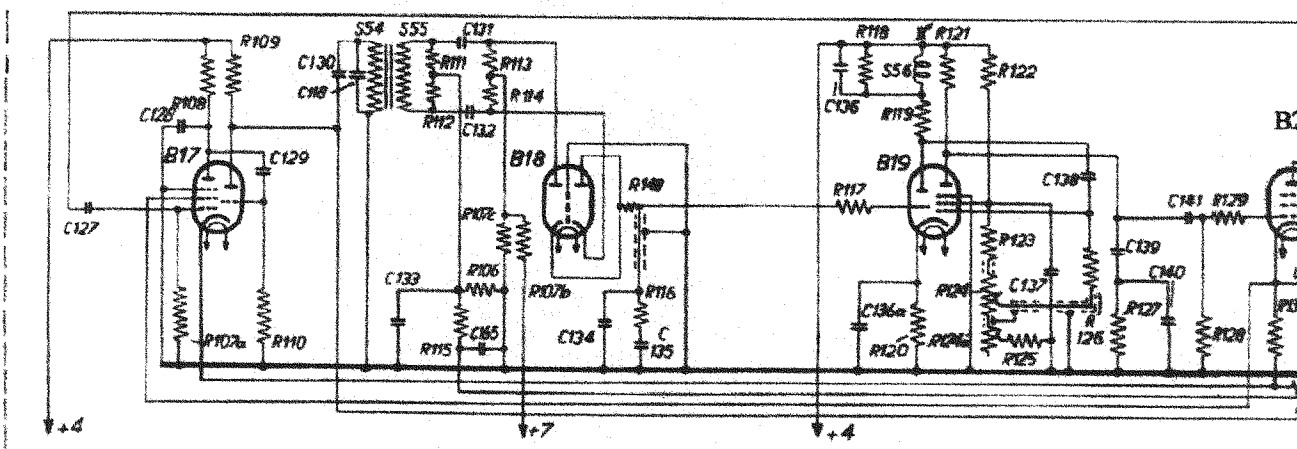 S54 S55 C131
R109
R118 R121
C130 R111 R113
S56 R122
C118 R114
R108
C128 R112 C132
C136 R119
B2
B17 C129 B18 B19
R140 R117 C138
C127
C141 R129
R107c
R123
C139
C133 R106
C137 C140
R107b R116 R124
C136a R
C134 C 135
126 R127 R128
R107a R110 R115 C165
R120 R125
+4 +7 +4